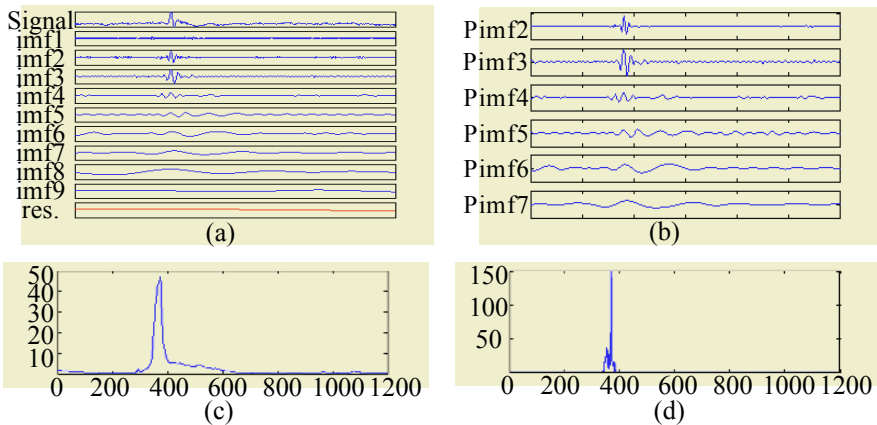 Signal
imf1
imf2
imf3
imf4
imf5
imf6
imf7
imf8
imf9
res.
(a)
Pimf2
Pimf3
Pimf4
Pimf5
Pimf6
Pimf7
(b)
50
40
30
20
10
0 200 400 600 800 1000 1200
(c)
150
100
50
0 200 400 600 800 1000 1200
(d)